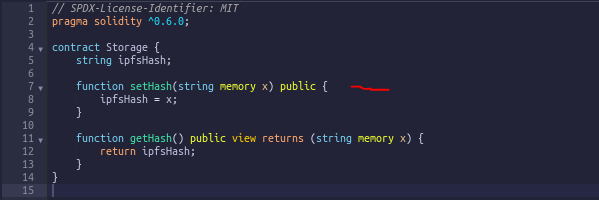 1 // SPDX-License-Identifier: MIT
2 pragma solidity ^0.6.0;
3
4 contract Storage {
5     string ipfsHash;
6
7     function setHash(string memory x) public {
8         ipfsHash = x;
9     }
10
11     function getHash() public view returns (string memory x) {
12         return ipfsHash;
13     }
14 }
15